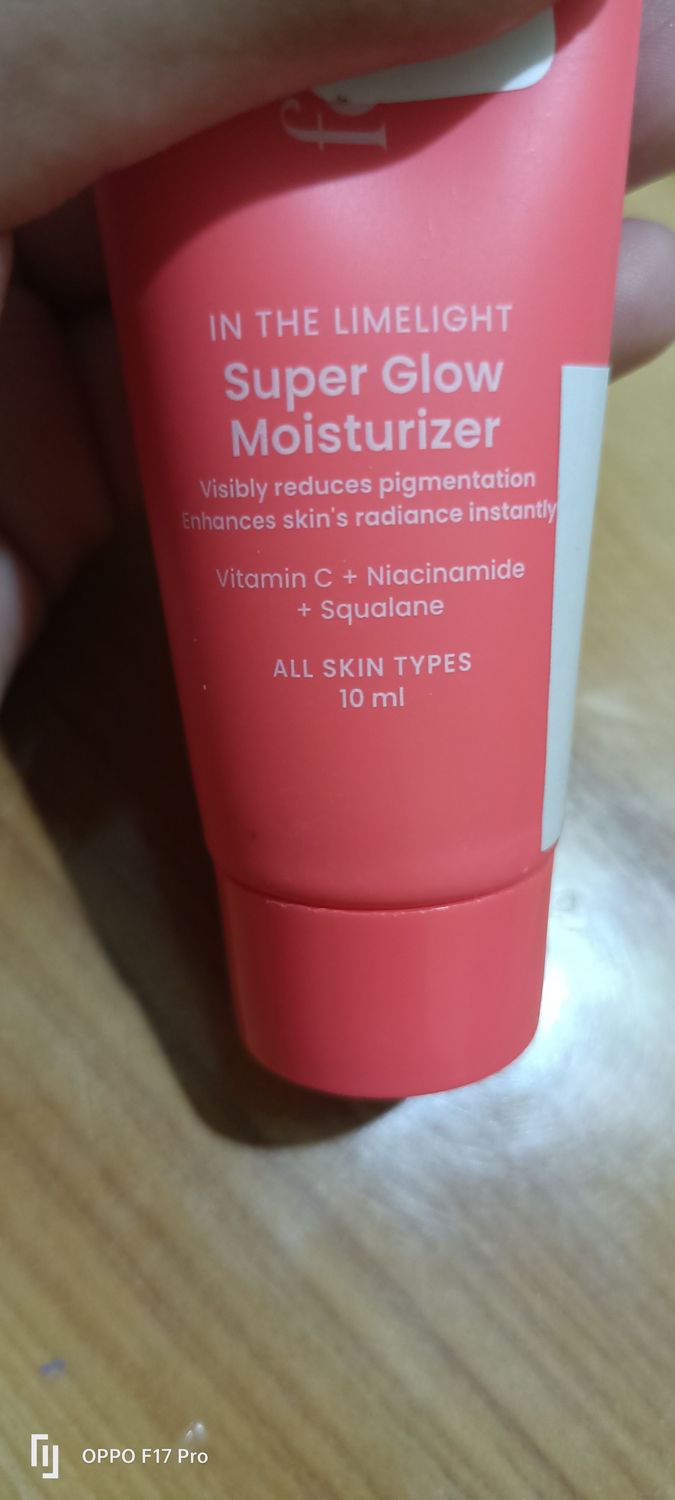 IN THE LIMELIGHT
Super Glow
Moisturizer
Visibly reduces pigmentation
Enhances skin's radiance instantly
Vitamin C + Niacinamide
+ Squalane
ALL SKIN TYPES
10 ml
OPPO F17 Pro